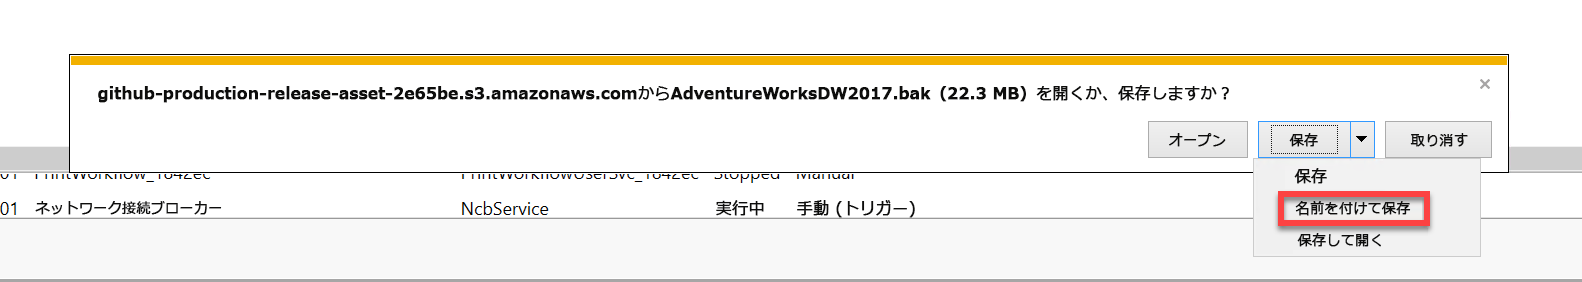 github-production-release-asset-2e65be.s3.amazonaws.comからAdventureWorksDW2017.bak（22.3 MB）を開くか、保存しますか？
×
オープン 保存 取り消す
01 PrintWorkflow_1842ec PrintWorkflowUserSvc_1842ec Stopped Manual
保存
01 ネットワーク接続ブローカー NcbService 実行中 手動 (トリガー)
名前を付けて保存
保存して開く